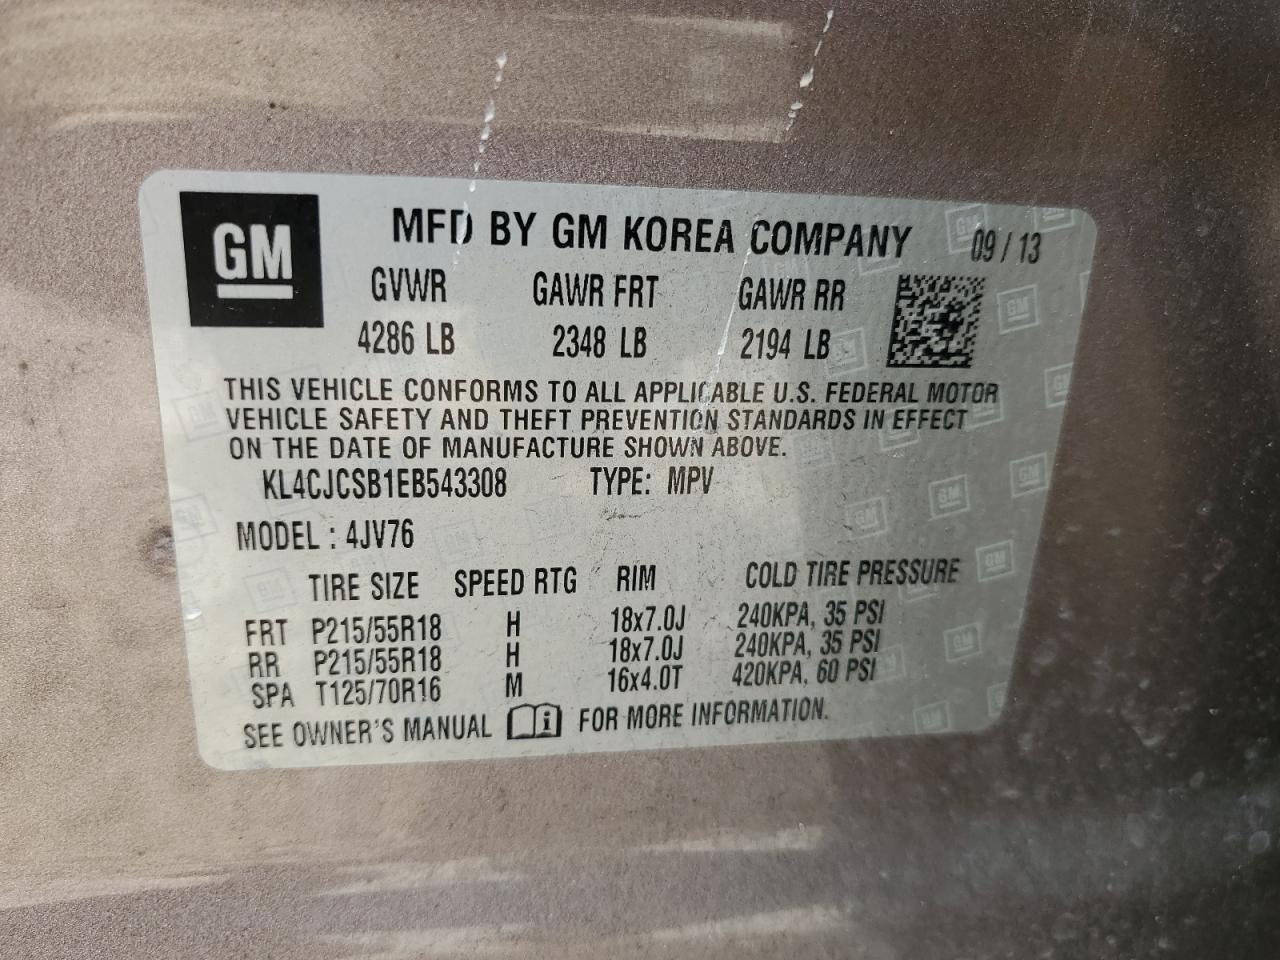 GM
MFD BY GM KOREA COMPANY 09 / 13
GVWR GAWR FRT GAWR RR
4286 LB 2348 LB 2194 LB
THIS VEHICLE CONFORMS TO ALL APPLICABLE U.S. FEDERAL MOTOR
VEHICLE SAFETY AND THEFT PREVENTION STANDARDS IN EFFECT
ON THE DATE OF MANUFACTURE SHOWN ABOVE.
KL4CJCSB1EB543308 TYPE: MPV
MODEL : 4JV76
TIRE SIZE SPEED RTG RIM COLD TIRE PRESSURE
FRT P215/55R18 H 18x7.0J 240KPA, 35 PSI
RR P215/55R18 H 18x7.0J 240KPA, 35 PSI
SPA T125/70R16 M 16x4.0T 420KPA, 60 PSI
SEE OWNER'S MANUAL i FOR MORE INFORMATION.